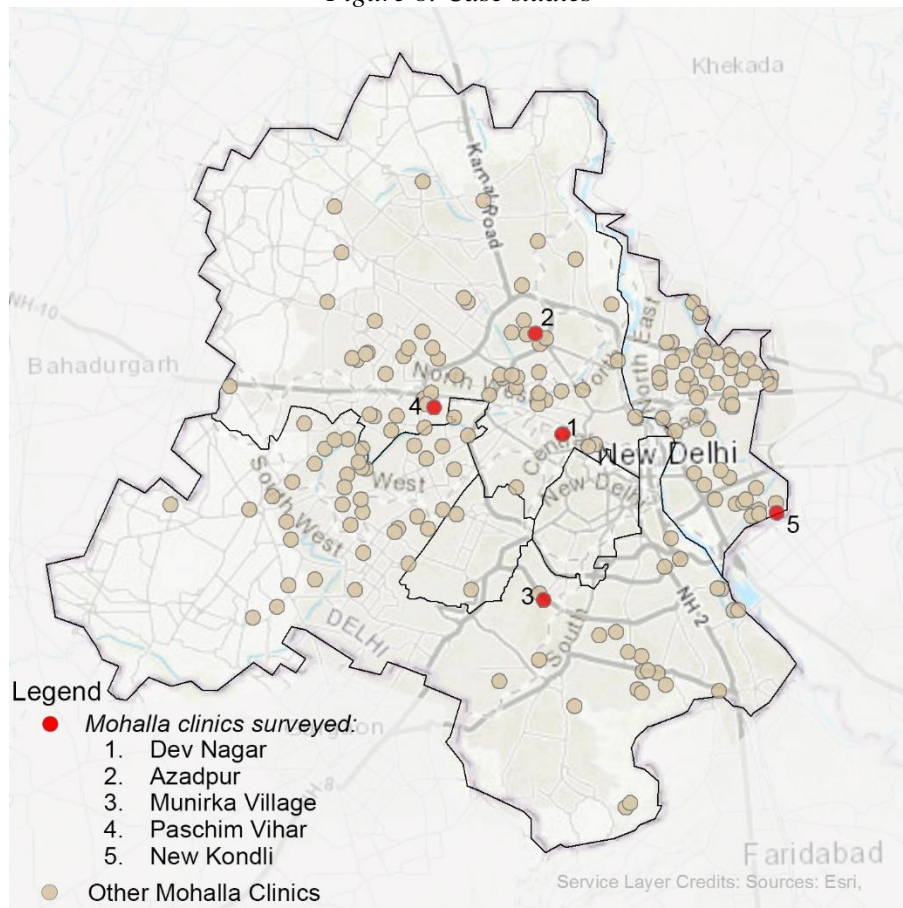 Case studies
Khekada
Karnal Road
2
NH-10
North East
Bahadurgarh
North West
North
4
East
1
Central
New Delhi
West
New Delhi
South West
5
3
NH-2
South
DELHI
Legend
Mohalla clinics surveyed:
1. Dev Nagar
2. Azadpur
3. Munirka Village
4. Paschim Vihar
5. New Kondli
Other Mohalla Clinics
Faridabad
Service Layer Credits: Sources: Esri,